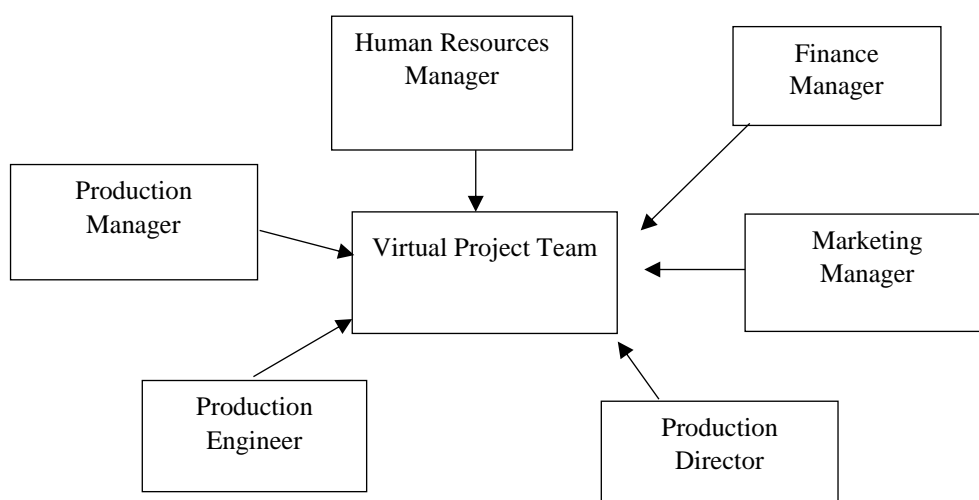 Human Resources
Manager
Finance
Manager
Production
Manager
Virtual Project Team
Marketing
Manager
Production
Engineer
Production
Director